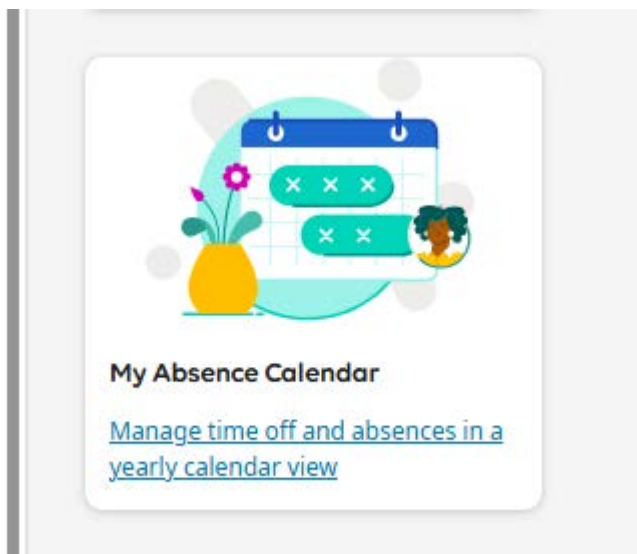 My Absence Calendar
Manage time off and absences in a
yearly calendar view